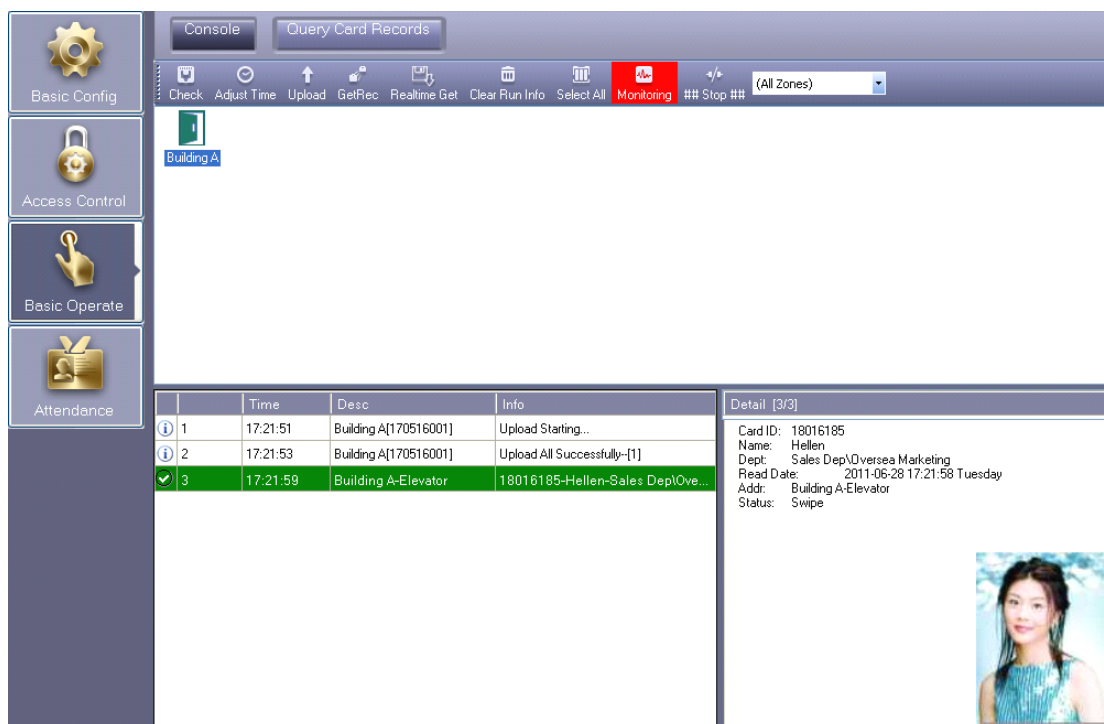 Console Query Card Records
Basic Config
Check Adjust Time Upload GetRec Realtime Get Clear Run Info Select All Monitoring ## Stop ## (All Zones)
Building A
Access Control
Basic Operate
Attendance
Time Desc Info
1 17:21:51 Building A[170516001] Upload Starting...
2 17:21:53 Building A[170516001] Upload All Successfully--[1]
3 17:21:59 Building A-Elevator 18016185-Hellen-Sales Dep\Ove...
Detail [3/3]
Card ID: 18016185
Name: Hellen
Dept: Sales Dep\Oversea Marketing
Read Date: 2011-06-28 17:21:58 Tuesday
Addr: Building A-Elevator
Status: Swipe